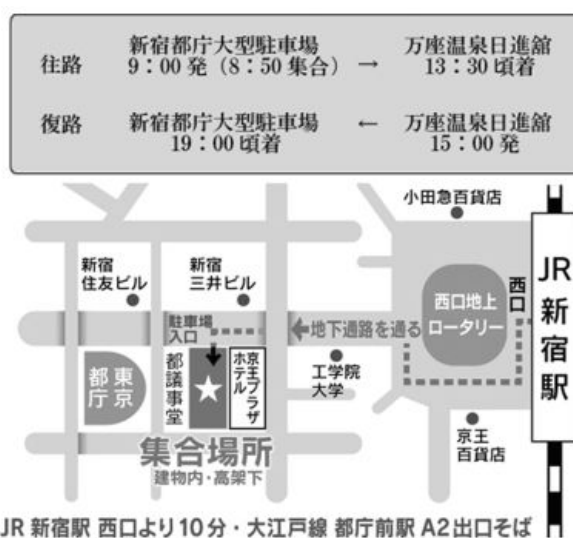 往路 新宿都庁大型駐車場 万座温泉日進舘
9：00 発（8：50 集合） → 13：30 頃着
復路 新宿都庁大型駐車場 ← 万座温泉日進舘
19：00 頃着 15：00 発
小田急百貨店
新宿
住友ビル
新宿
三井ビル
西口
JR新宿駅
西口地上
ロータリー
駐車場
入口
地下通路を通る
東京
都庁
都議事堂
京王プラザ
ホテル
工学院
大学
京王
百貨店
集合場所
建物内・高架下
JR 新宿駅 西口より10分・大江戸線 都庁前駅 A2出口そば